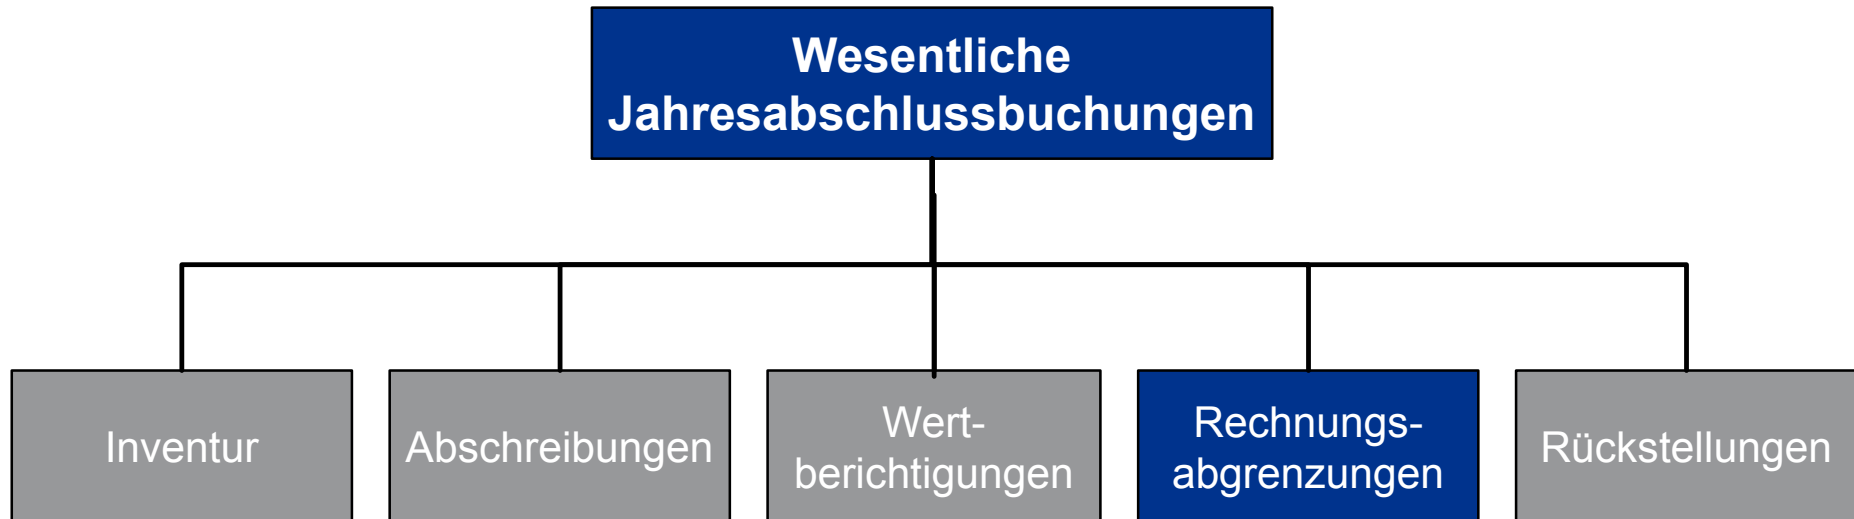 Wesentliche
Jahresabschlussbuchungen
Inventur
Abschreibungen
Wert-
berichtigungen
Rechnungs-
abgrenzungen
Rückstellungen